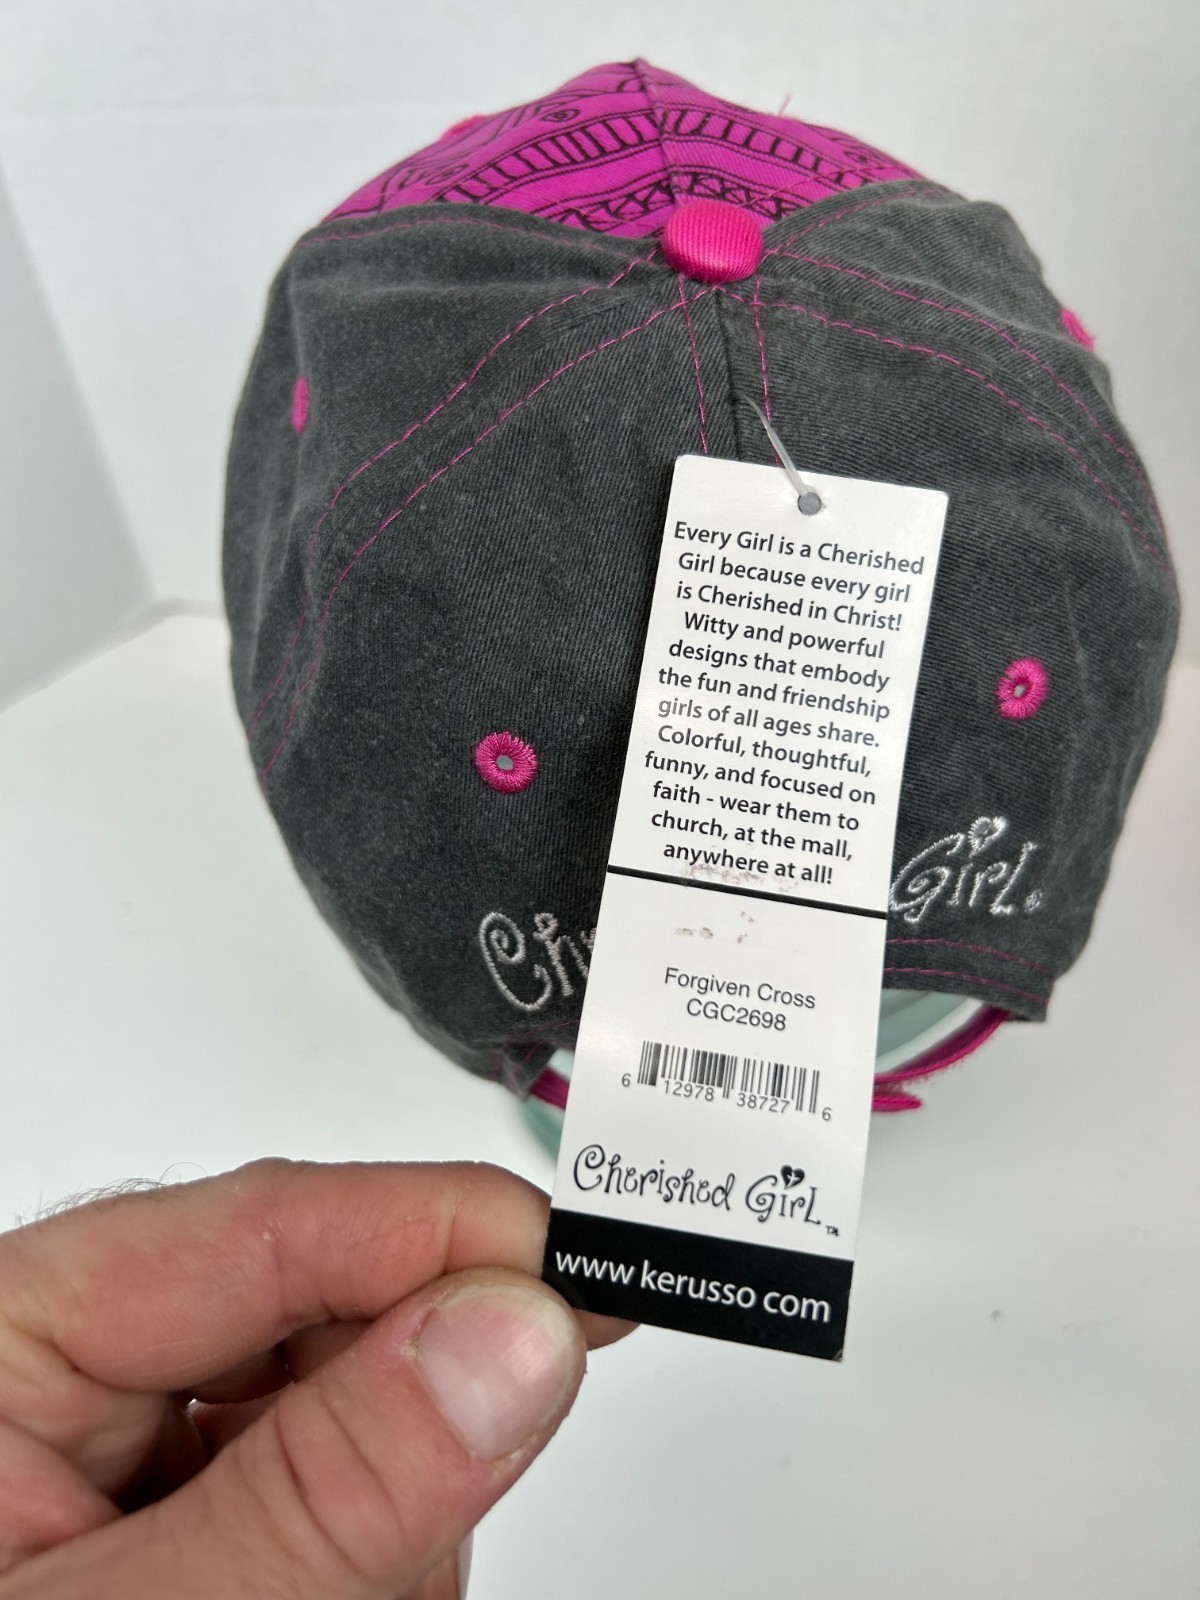 Every Girl is a Cherished
Girl because every girl
is Cherished in Christ!
Witty and powerful
designs that embody
the fun and friendship
girls of all ages share.
Colorful, thoughtful,
funny, and focused on
faith - wear them to
church, at the mall,
anywhere at all!
Che
Girl®
Forgiven Cross
CGC2698
6 12978 38727 6
Cherished Girl™
www kerusso com